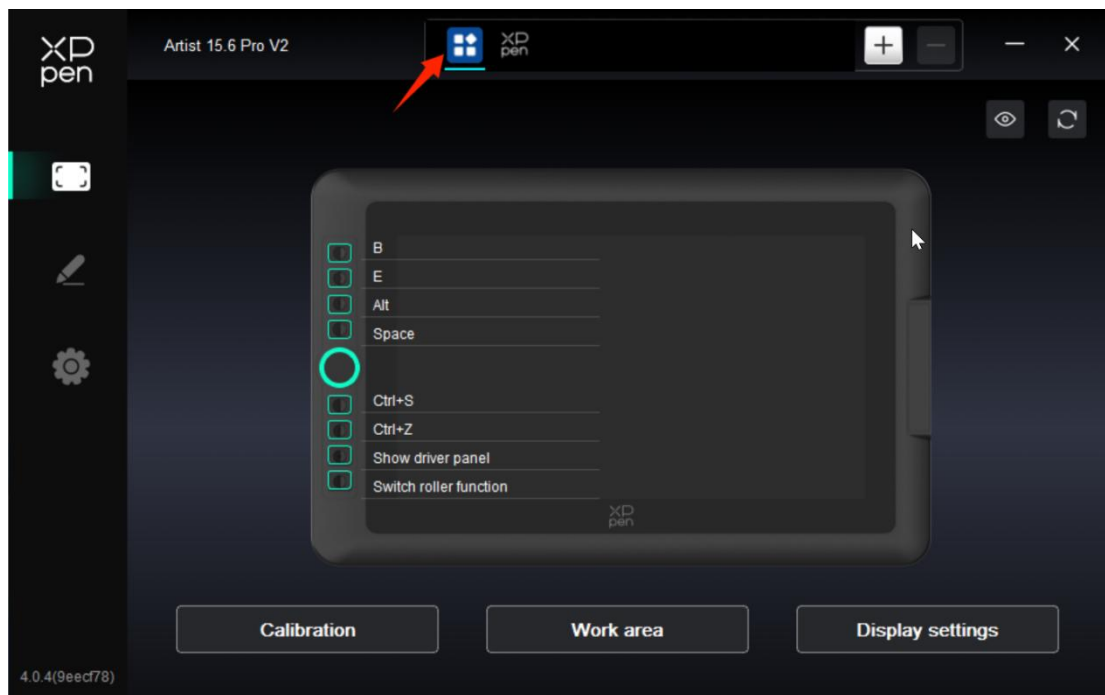 XP
pen
Artist 15.6 Pro V2
XP
pen
B
E
Alt
Space
Ctrl+S
Ctrl+Z
Show driver panel
Switch roller function
XP
pen
Calibration
Work area
Display settings
4.0.4(9eecf78)